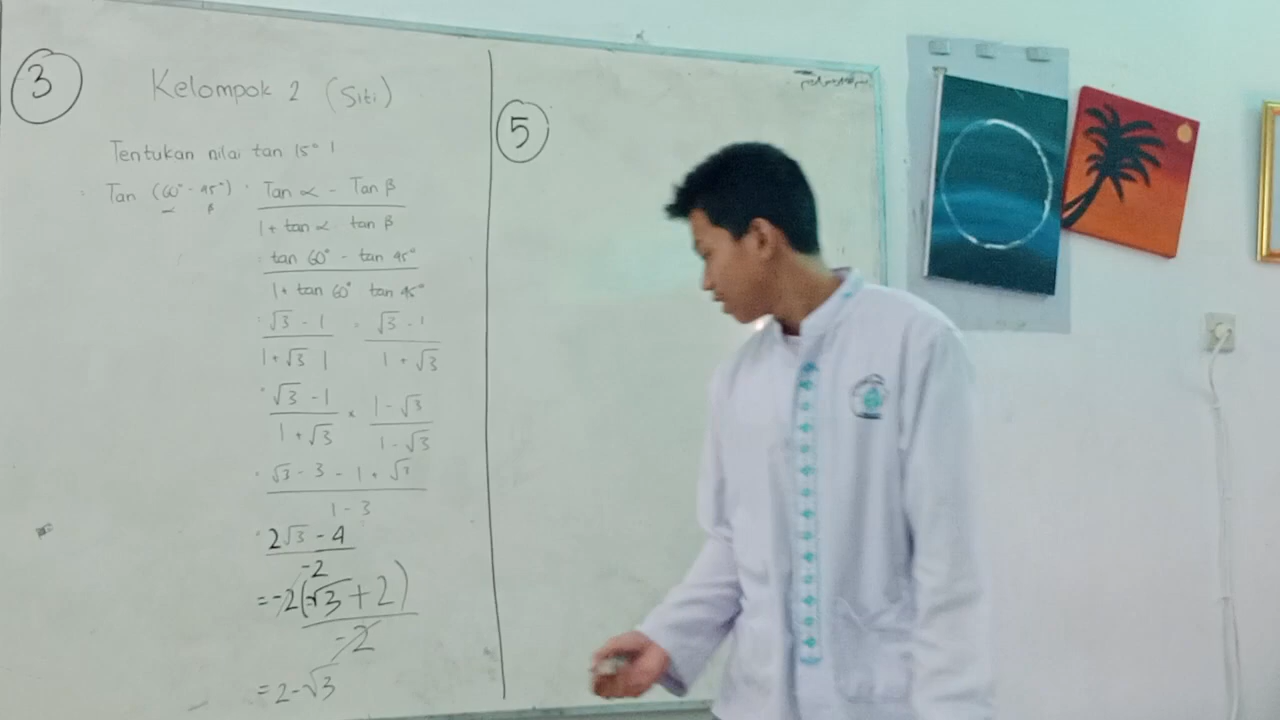 3
Kelompok 2 (Siti)
Tentukan nilai tan 15° !
Tan (60° - 45°) = Tan α - Tan β
α β
1 + tan α tan β
= tan 60° - tan 45°
1 + tan 60° tan 45°
= √3 - 1 = √3 - 1
1 + √3 1 1 + √3
= √3 - 1 × 1 - √3
1 + √3 1 - √3
= √3 - 3 - 1 + √3
1 - 3
= 2√3 - 4
-2
= -2(-√3 + 2)
-2
= 2 - √3
5